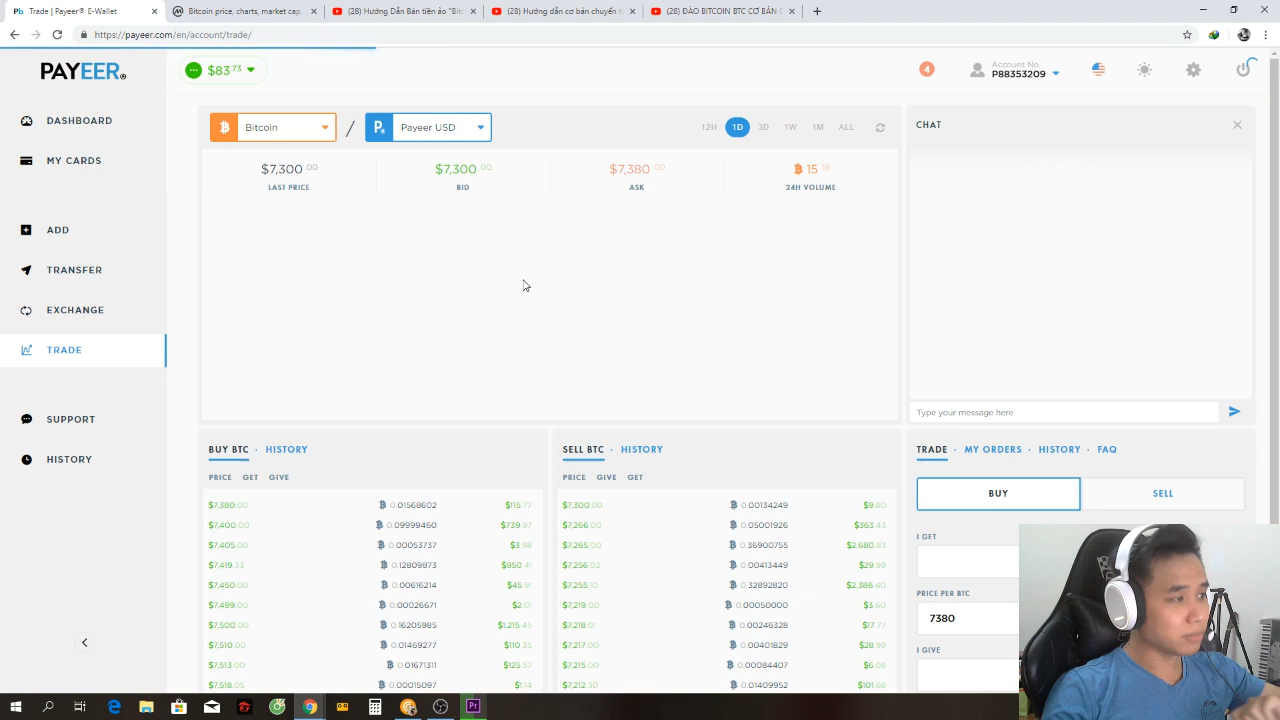 Pb Trade | Payeer® E-Wallet
Bitcoin price, charts, market cap,
(28) Hướng Dẫn Bán tiền ảo "Bitc
(28) Hướng dẫn cơ bản chuyển t
(28) ĐÀO BITCOIN BTC CƠ BẢN
https://payeer.com/en/account/trade/
PAYEER®
$83.73
4
Account No.
P88353209
DASHBOARD
MY CARDS
ADD
TRANSFER
EXCHANGE
TRADE
SUPPORT
HISTORY
Bitcoin / Payeer USD
12H 1D 3D 1W 1M ALL
$7,300.00 $7,300.00 $7,380.00 15.18
LAST PRICE BID ASK 24H VOLUME
CHAT
Type your message here
BUY BTC · HISTORY
PRICE GET GIVE
$7,380.00 0.01568602 $115.77
$7,400.00 0.09999460 $739.97
$7,405.00 0.00053737 $3.98
$7,419.33 0.12809873 $950.41
$7,450.00 0.00616214 $45.91
$7,499.00 0.00026671 $2.01
$7,500.00 0.16205985 $1,215.45
$7,510.00 0.01469277 $110.35
$7,513.00 0.01671311 $125.57
$7,518.05 0.00015097 $1.14
SELL BTC · HISTORY
PRICE GIVE GET
$7,300.00 0.00134249 $9.80
$7,266.00 0.05001926 $363.43
$7,265.00 0.36900755 $2,680.83
$7,256.02 0.00413449 $29.99
$7,255.10 0.32892820 $2,386.40
$7,219.00 0.00050000 $3.60
$7,218.01 0.00246328 $17.77
$7,217.00 0.00401829 $28.99
$7,215.00 0.00084407 $6.08
$7,212.30 0.01409952 $101.68
TRADE · MY ORDERS · HISTORY · FAQ
BUY SELL
I GET
PRICE PER BTC
7380
I GIVE
Pr